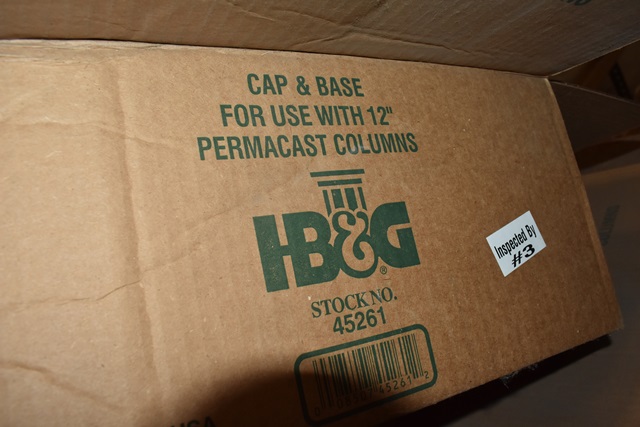 CAP & BASE
FOR USE WITH 12"
PERMACAST COLUMNS
HB&G®
STOCK NO.
45261
Inspected By
#3